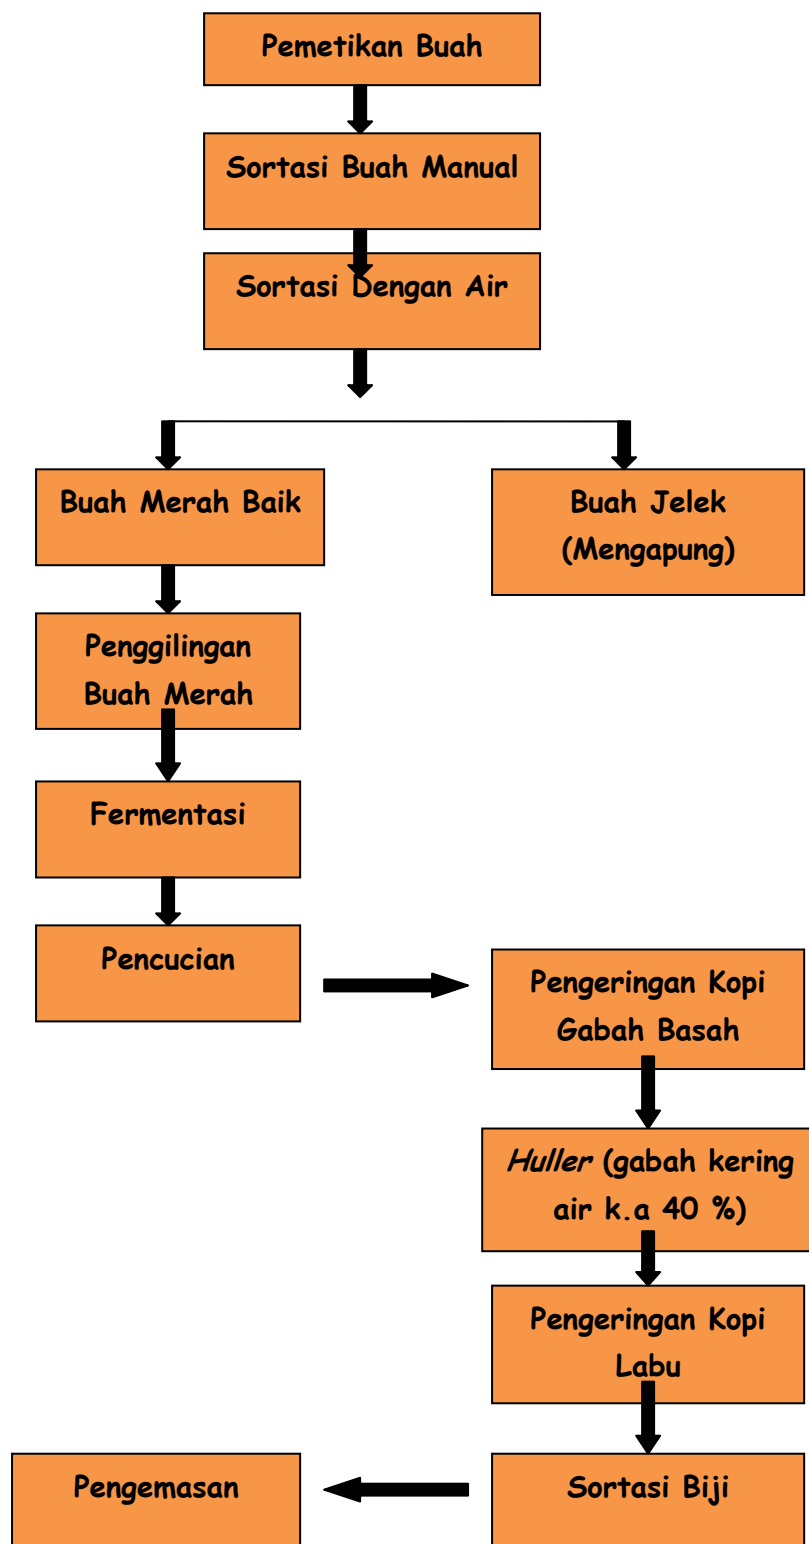 Pemetikan Buah
Sortasi Buah Manual
Sortasi Dengan Air
Buah Merah Baik
Buah Jelek
(Mengapung)
Penggilingan
Buah Merah
Fermentasi
Pencucian
Pengeringan Kopi
Gabah Basah
Huller (gabah kering
air k.a 40 %)
Pengeringan Kopi
Labu
Sortasi Biji
Pengemasan